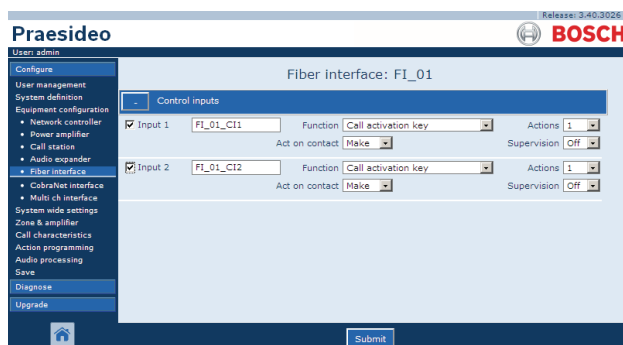 Release: 3.40.3026
Praesideo
BOSCH
User: admin
Configure
User management
System definition
Equipment configuration
• Network controller
• Power amplifier
• Call station
• Audio expander
• Fiber interface
• CobraNet interface
• Multi ch interface
System wide settings
Zone & amplifier
Call characteristics
Action programming
Audio processing
Save
Diagnose
Upgrade
Fiber interface: FI_01
- Control inputs
Input 1 FI_01_CI1 Function Call activation key Actions 1
Act on contact Make Supervision Off
Input 2 FI_01_CI2 Function Call activation key Actions 1
Act on contact Make Supervision Off
Submit